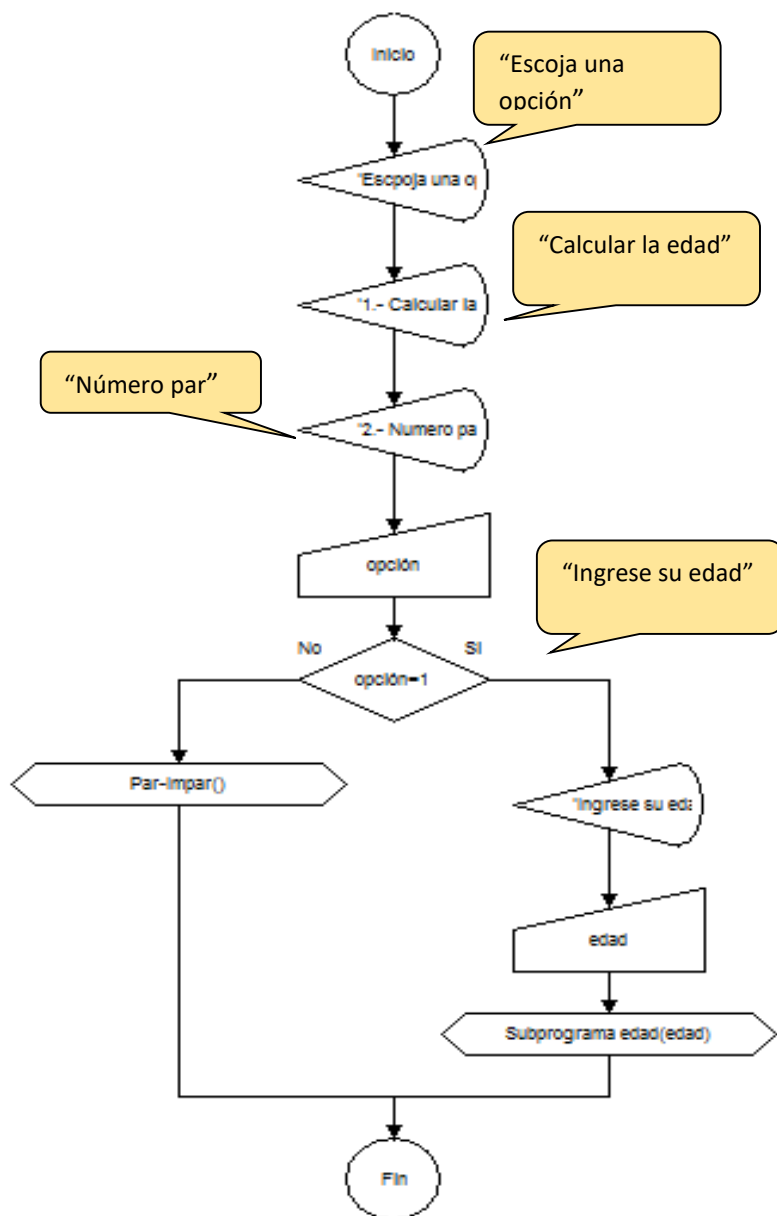 Inicio
“Escoja una
opción”
"Escpoja una op
“Calcular la edad”
"1.- Calcular la
“Número par”
"2.- Numero pa
opción
“Ingrese su edad”
No
Si
opción=1
Par-Impar()
"Ingrese su eda
edad
Subprograma edad(edad)
Fin